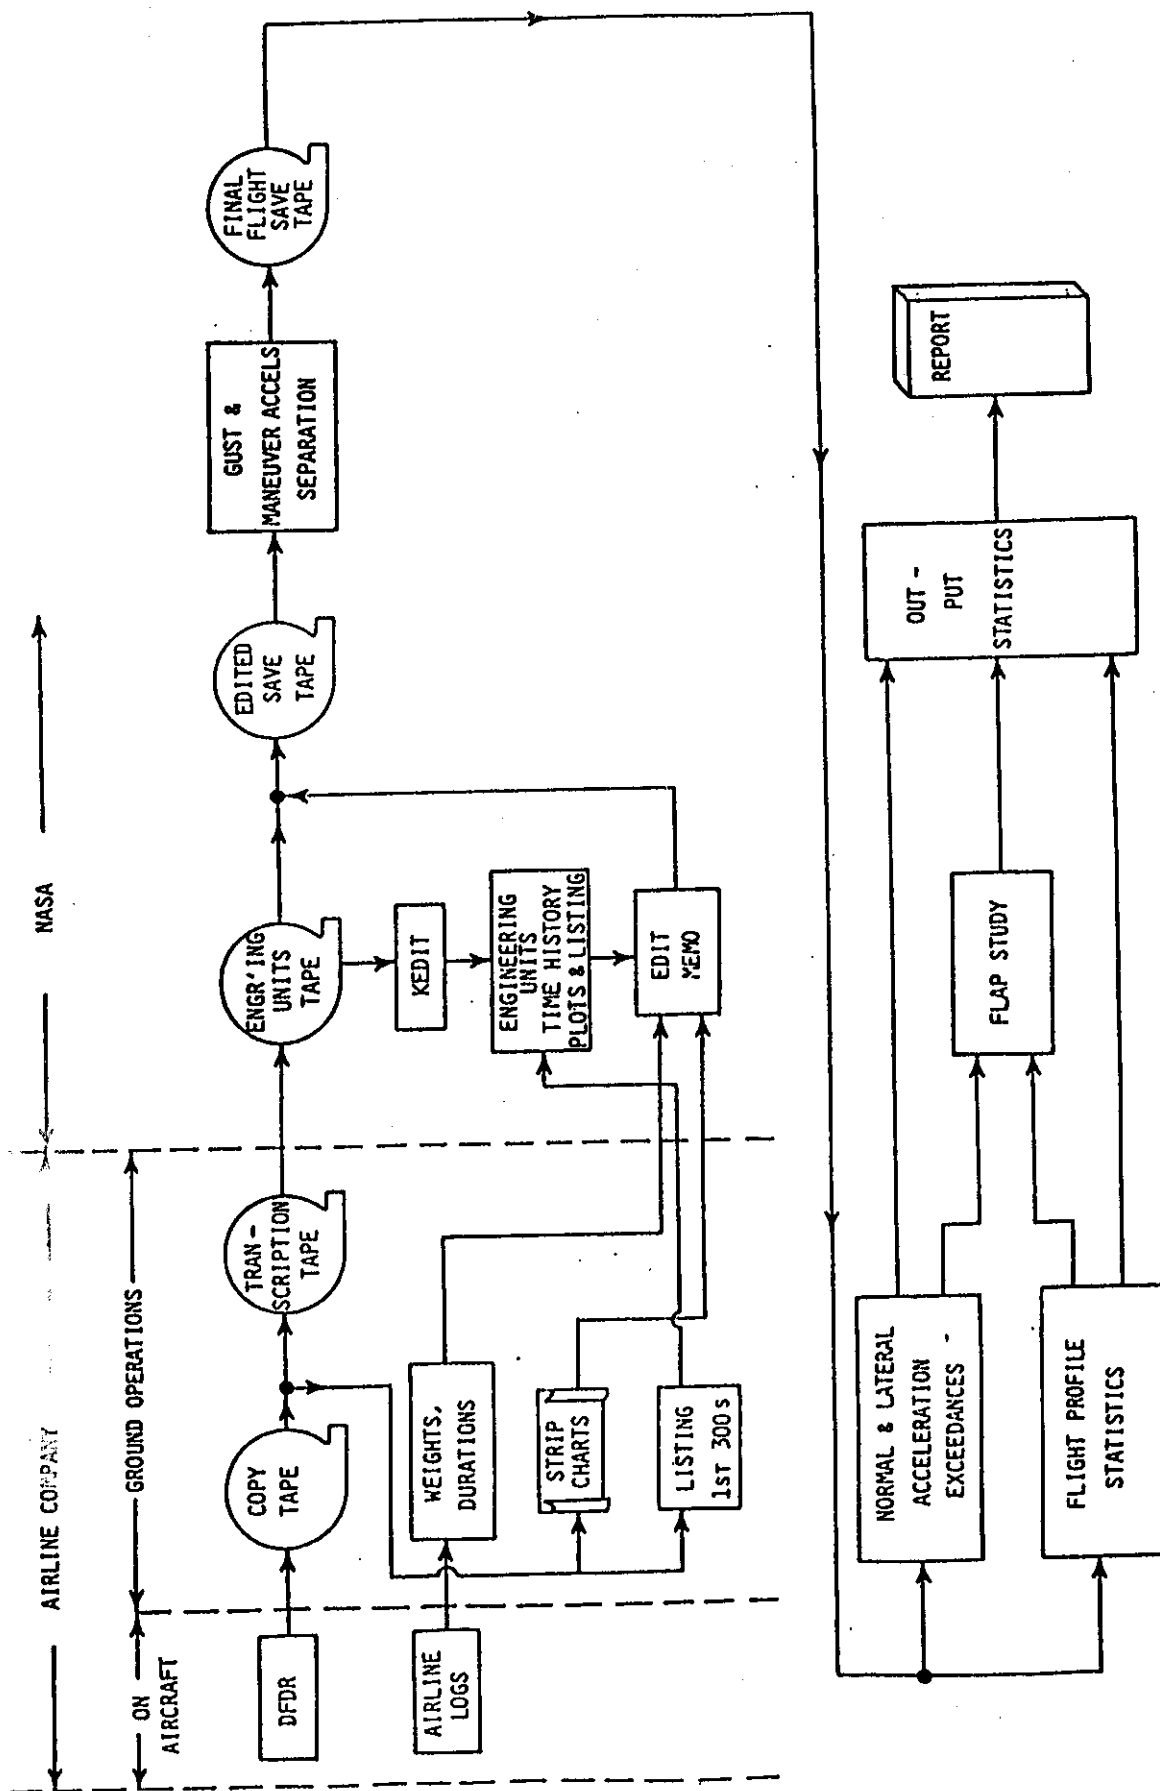 AIRLINE COMPANY
NASA
ON
AIRCRAFT
GROUND OPERATIONS
DFDR
COPY
TAPE
TRAN-
SCRIPTION
TAPE
ENGR'ING
UNITS
TAPE
EDITED
SAVE
TAPE
GUST &
MANEUVER ACCELS
SEPARATION
FINAL
FLIGHT
SAVE
TAPE
AIRLINE
LOGS
WEIGHTS,
DURATIONS
KEDIT
STRIP
CHARTS
ENGINEERING
UNITS
TIME HISTORY
PLOTS & LISTING
LISTING
1ST 300s
EDIT
MEMO
NORMAL & LATERAL
ACCELERATION
EXCEEDANCES
FLIGHT PROFILE
STATISTICS
FLAP STUDY
OUT-
PUT
STATISTICS
REPORT